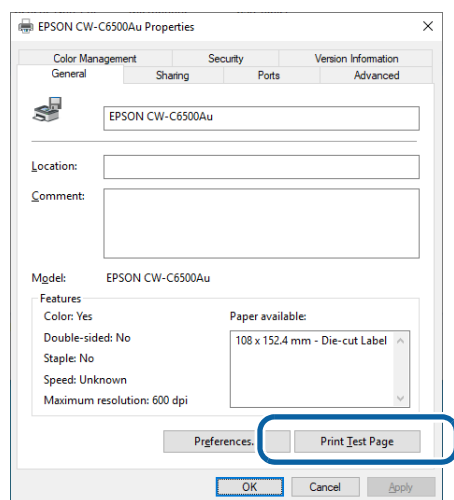 EPSON CW-C6500Au Properties
Color Management Security Version Information
General Sharing Ports Advanced
EPSON CW-C6500Au
Location:
Comment:
Model: EPSON CW-C6500Au
Features
Color: Yes Paper available:
Double-sided: No 108 x 152.4 mm - Die-cut Label
Staple: No
Speed: Unknown
Maximum resolution: 600 dpi
Preferences. Print Test Page
OK Cancel Apply